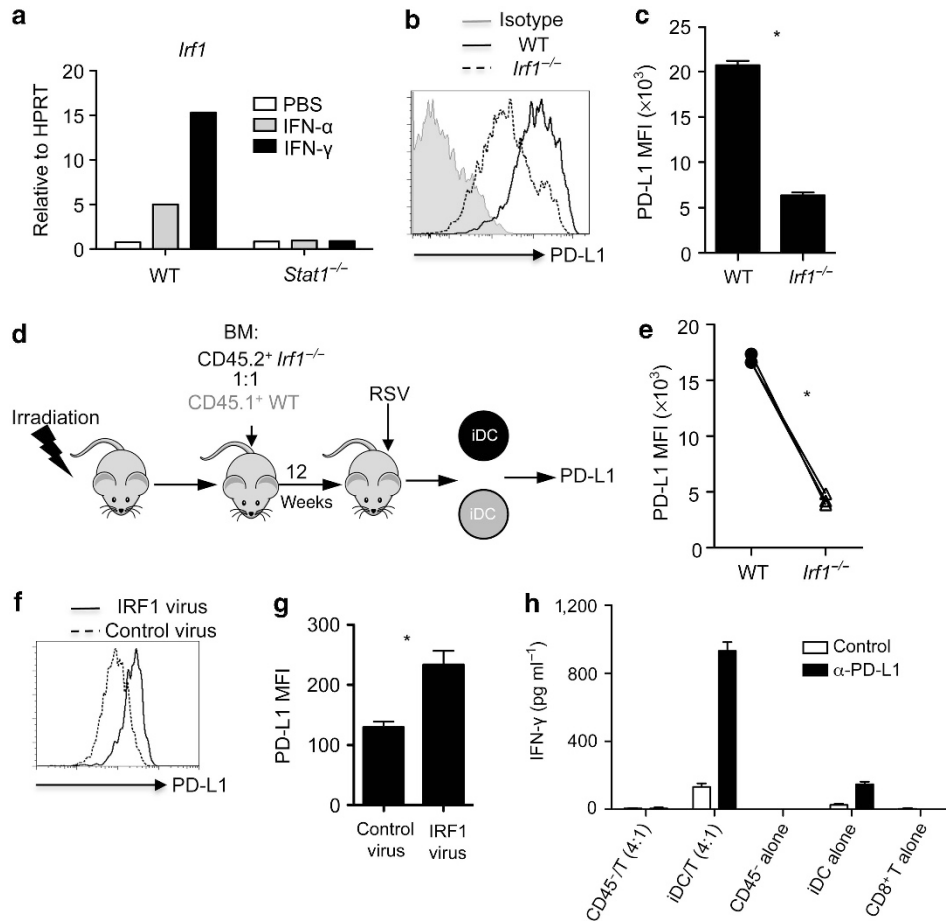 a
Irf1
Relative to HPRT
20
15
10
5
0
PBS
IFN-α
IFN-γ
WT
Stat1–/–
b
Isotype
WT
Irf1–/–
PD-L1
c
*
PD-L1 MFI (×10³)
25
20
15
10
5
0
WT
Irf1–/–
d
BM:
CD45.2⁺ Irf1–/–
1:1
CD45.1⁺ WT
Irradiation
12
Weeks
RSV
iDC
iDC
PD-L1
e
PD-L1 MFI (×10³)
20
15
10
5
0
*
WT
Irf1–/–
f
IRF1 virus
Control virus
PD-L1
g
PD-L1 MFI
300
200
100
0
*
Control
virus
IRF1
virus
h
IFN-γ (pg ml⁻¹)
1,200
800
400
0
Control
α-PD-L1
CD45⁻/T (4:1)
iDC/T (4:1)
CD45⁻ alone
iDC alone
CD8⁺ T alone